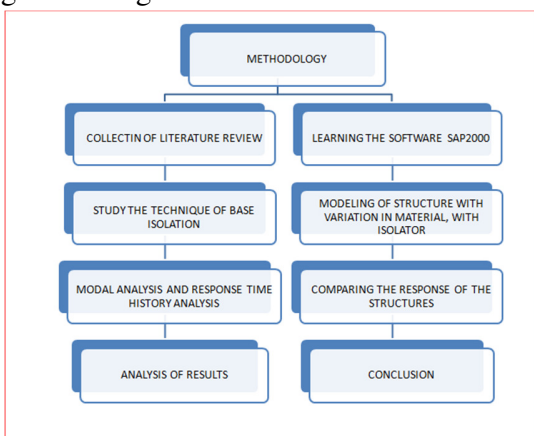 METHODOLOGY
COLLECTIN OF LITERATURE REVIEW
LEARNING THE SOFTWARE SAP2000
STUDY THE TECHNIQUE OF BASE
ISOLATION
MODELING OF STRUCTURE WITH
VARIATION IN MATERIAL, WITH
ISOLATOR
MODAL ANALYSIS AND RESPONSE TIME
HISTORY ANALYSIS
COMPARING THE RESPONSE OF THE
STRUCTURES
ANALYSIS OF RESULTS
CONCLUSION